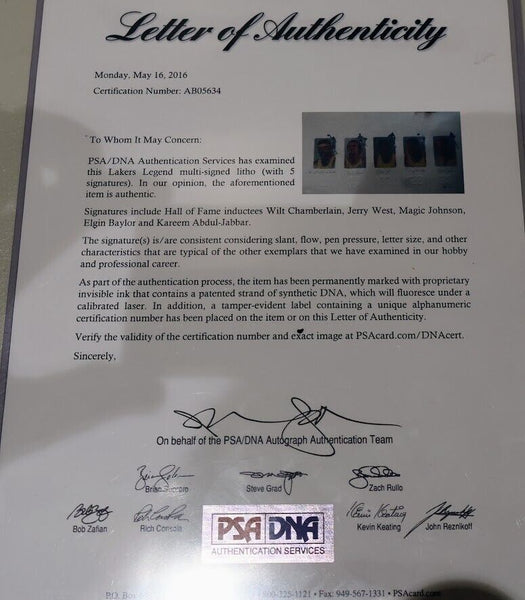 Letter of Authenticity
Monday, May 16, 2016
Certification Number: AB05634
To Whom It May Concern:
PSA/DNA Authentication Services has examined
this Lakers Legend multi-signed litho (with 5
signatures). In our opinion, the aforementioned
item is authentic.
Signatures include Hall of Fame inductees Wilt Chamberlain, Jerry West, Magic Johnson,
Elgin Baylor and Kareem Abdul-Jabbar.
The signature(s) is/are consistent considering slant, flow, pen pressure, letter size, and other
characteristics that are typical of the other exemplars that we have examined in our hobby
and professional career.
As part of the authentication process, the item has been permanently marked with proprietary
invisible ink that contains a patented strand of synthetic DNA, which will fluoresce under a
calibrated laser. In addition, a tamper-evident label containing a unique alphanumeric
certification number has been placed on the item or on this Letter of Authenticity.
Verify the validity of the certification number and exact image at PSAcard.com/DNAcert.
Sincerely,
On behalf of the PSA/DNA Autograph Authentication Team
Steve Grad
Zach Rullo
Bob Zafian
Rich Consola
PSA DNA
AUTHENTICATION SERVICES
Kevin Keating
John Reznikoff
P.O. Box 800-325-1121 • Fax: 949-567-1331 • PSAcard.com